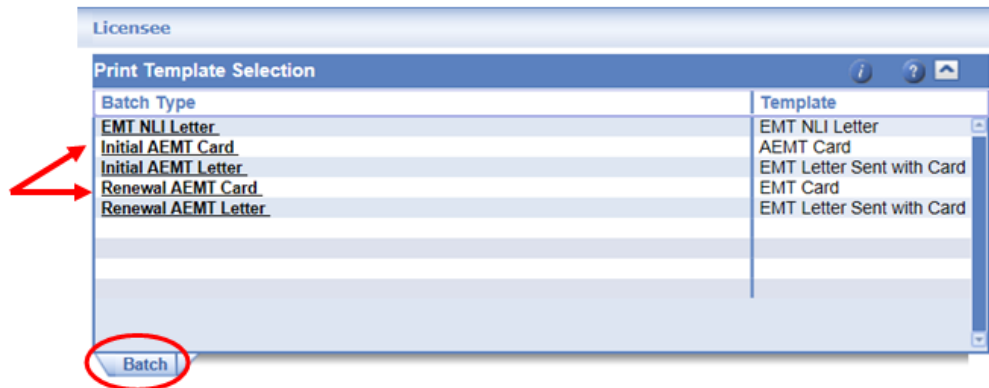 Licensee
Print Template Selection
Batch Type Template
EMT NLI Letter EMT NLI Letter
Initial AEMT Card AEMT Card
Initial AEMT Letter EMT Letter Sent with Card
Renewal AEMT Card EMT Card
Renewal AEMT Letter EMT Letter Sent with Card
Batch